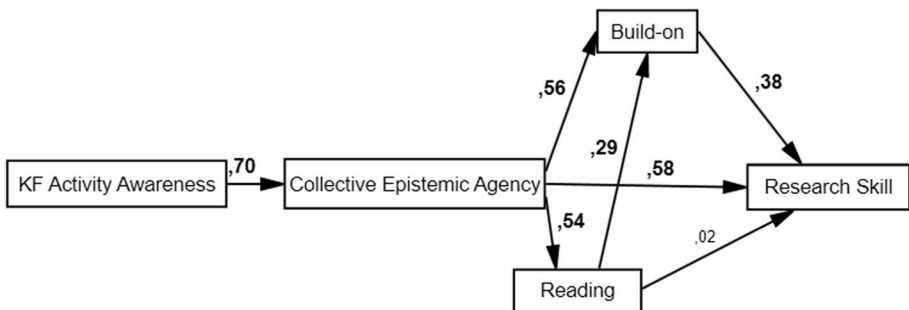 Build-on
,56
,38
,29
,70
KF Activity Awareness
Collective Epistemic Agency
,58
Research Skill
,54
,02
Reading